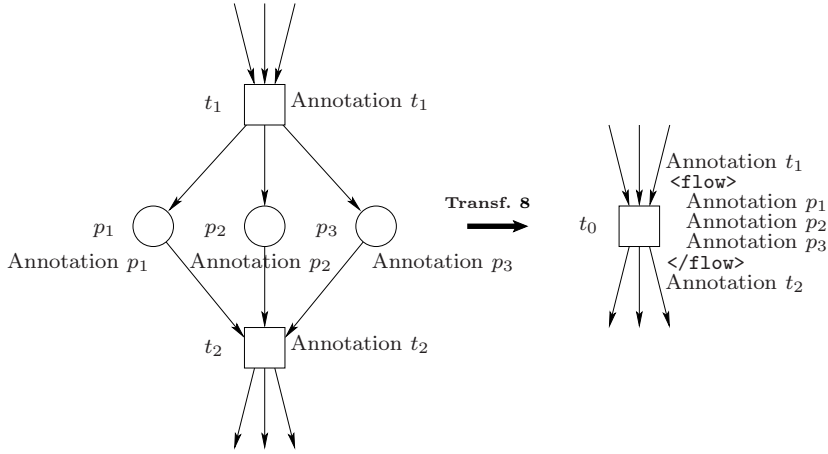 t1 Annotation t1
p1 p2 p3
Annotation p1 Annotation p2 Annotation p3
t2 Annotation t2
Transf. 8
Annotation t1
<flow>
Annotation p1
t0 Annotation p2
Annotation p3
</flow>
Annotation t2